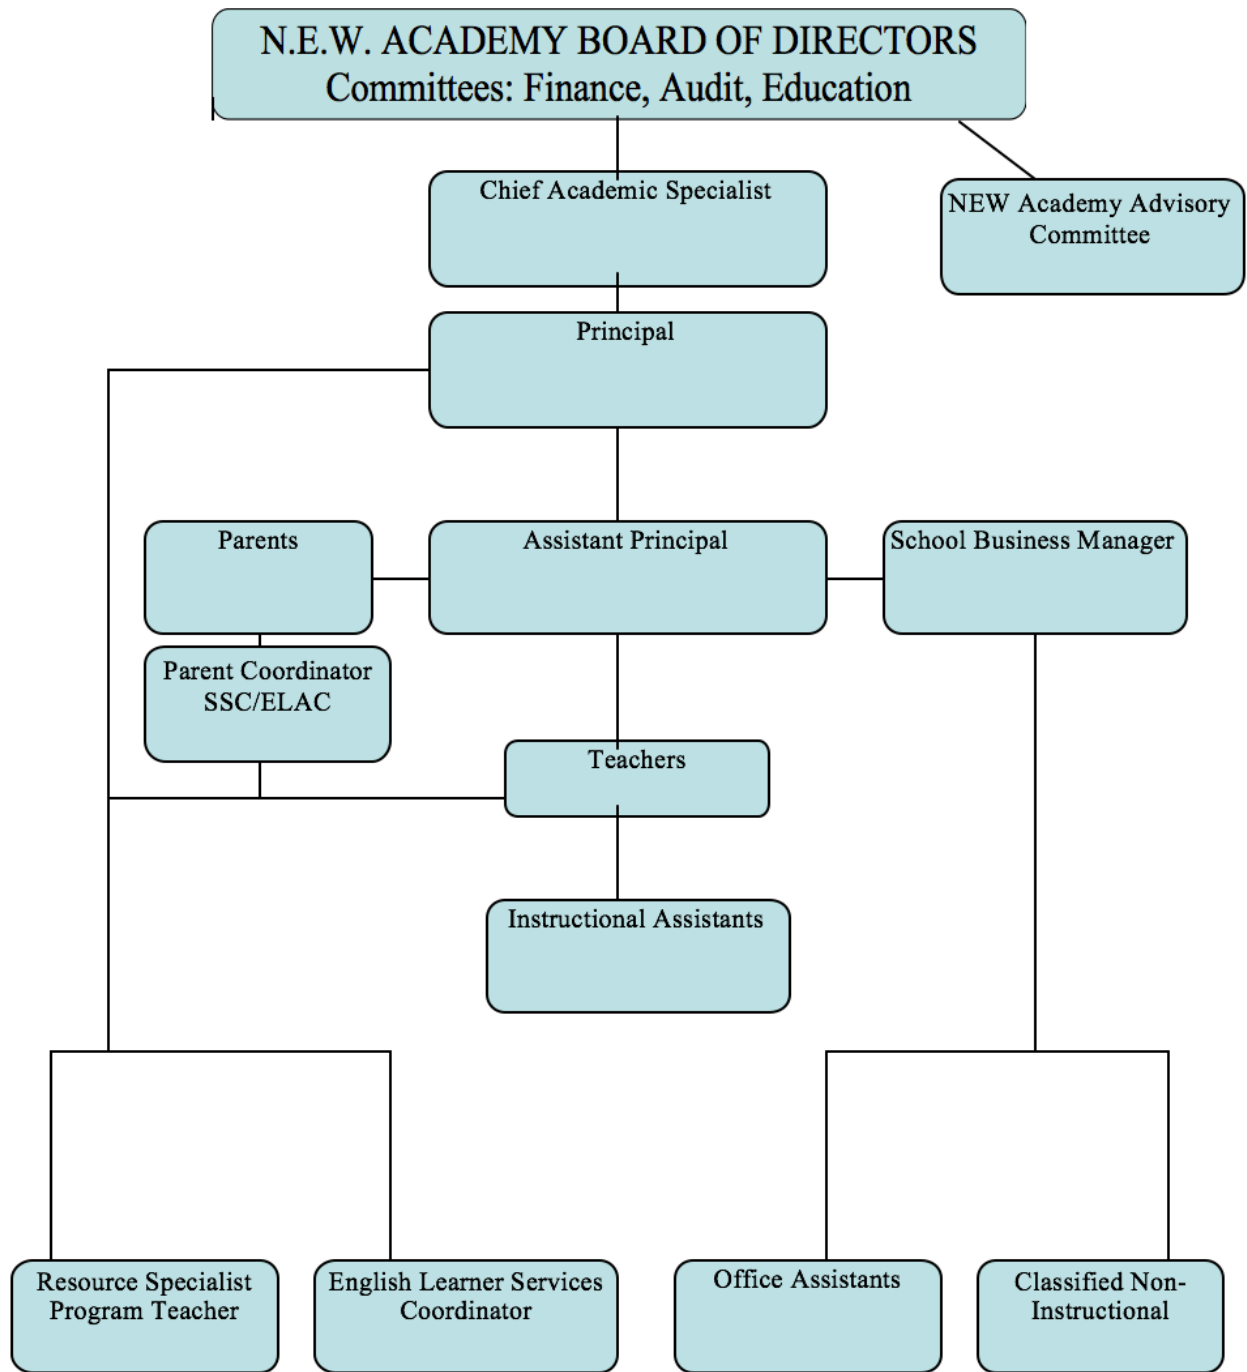 N.E.W. ACADEMY BOARD OF DIRECTORS
Committees: Finance, Audit, Education
Chief Academic Specialist
NEW Academy Advisory
Committee
Principal
Parents
Assistant Principal
School Business Manager
Parent Coordinator
SSC/ELAC
Teachers
Instructional Assistants
Resource Specialist
Program Teacher
English Learner Services
Coordinator
Office Assistants
Classified Non-
Instructional